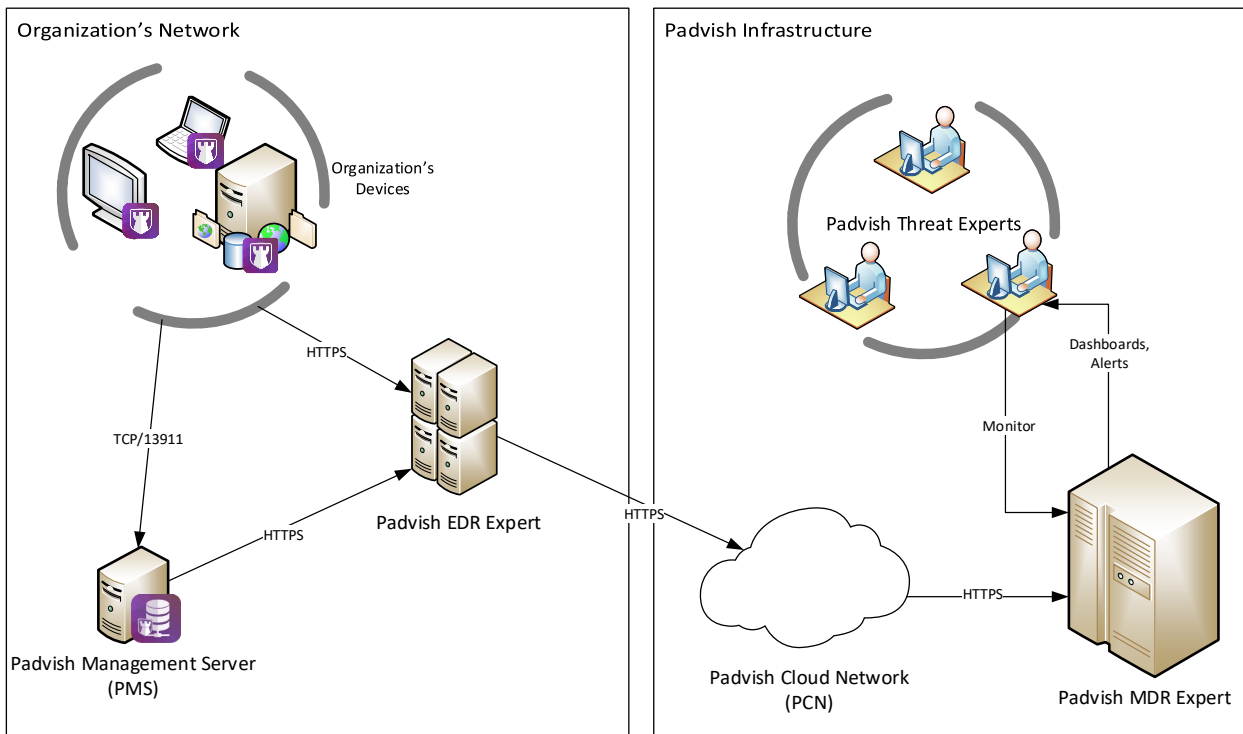 Organization's Network
Organization's
Devices
HTTPS
TCP/13911
Padvish EDR Expert
HTTPS
Padvish Management Server
(PMS)
HTTPS
Padvish Infrastructure
Padvish Threat Experts
Dashboards,
Alerts
Monitor
HTTPS
Padvish Cloud Network
(PCN)
Padvish MDR Expert